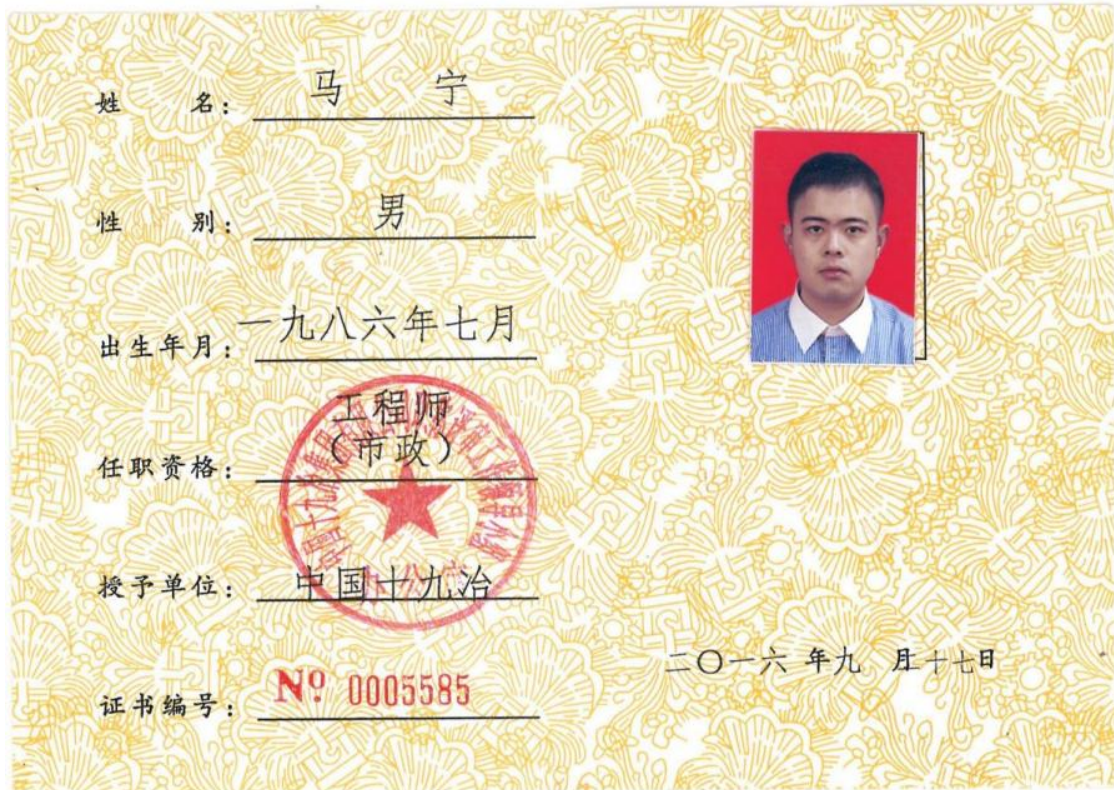 姓 名: 马 宁
性 别: 男
出生年月: 一九八六年七月
任职资格: 工程师
(市政)
授予单位: 中国十九冶
证书编号: Nº 0005585
二〇一六 年九 月十七日